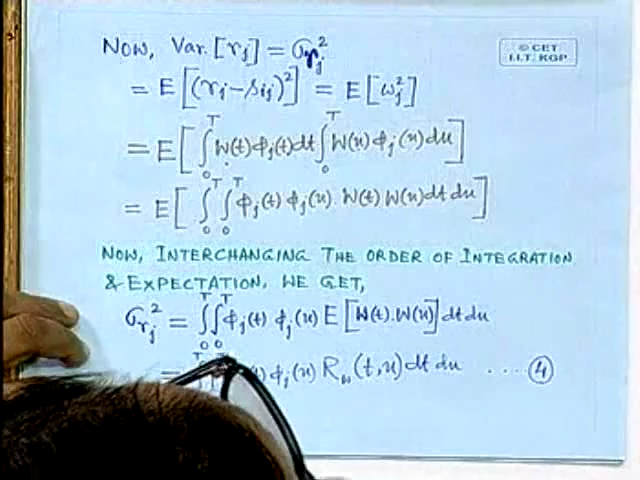 Now, Var. [rj] = σrj²
= E[(rj - sij)²] = E[wj²]
= E[∫₀ᵀ W(t) ϕj(t) dt ∫₀ᵀ W(u) ϕj(u) du]
= E[∫₀ᵀ ∫₀ᵀ ϕj(t) ϕj(u) . W(t) W(u) dt du]
NOW, INTERCHANGING THE ORDER OF INTEGRATION
& EXPECTATION, WE GET,
σrj² = ∫₀ᵀ ∫₀ᵀ ϕj(t) ϕj(u) E[W(t) . W(u)] dt du
= ϕj(u) Rw(t,u) dt du ... 4
© CET
I.I.T. KGP